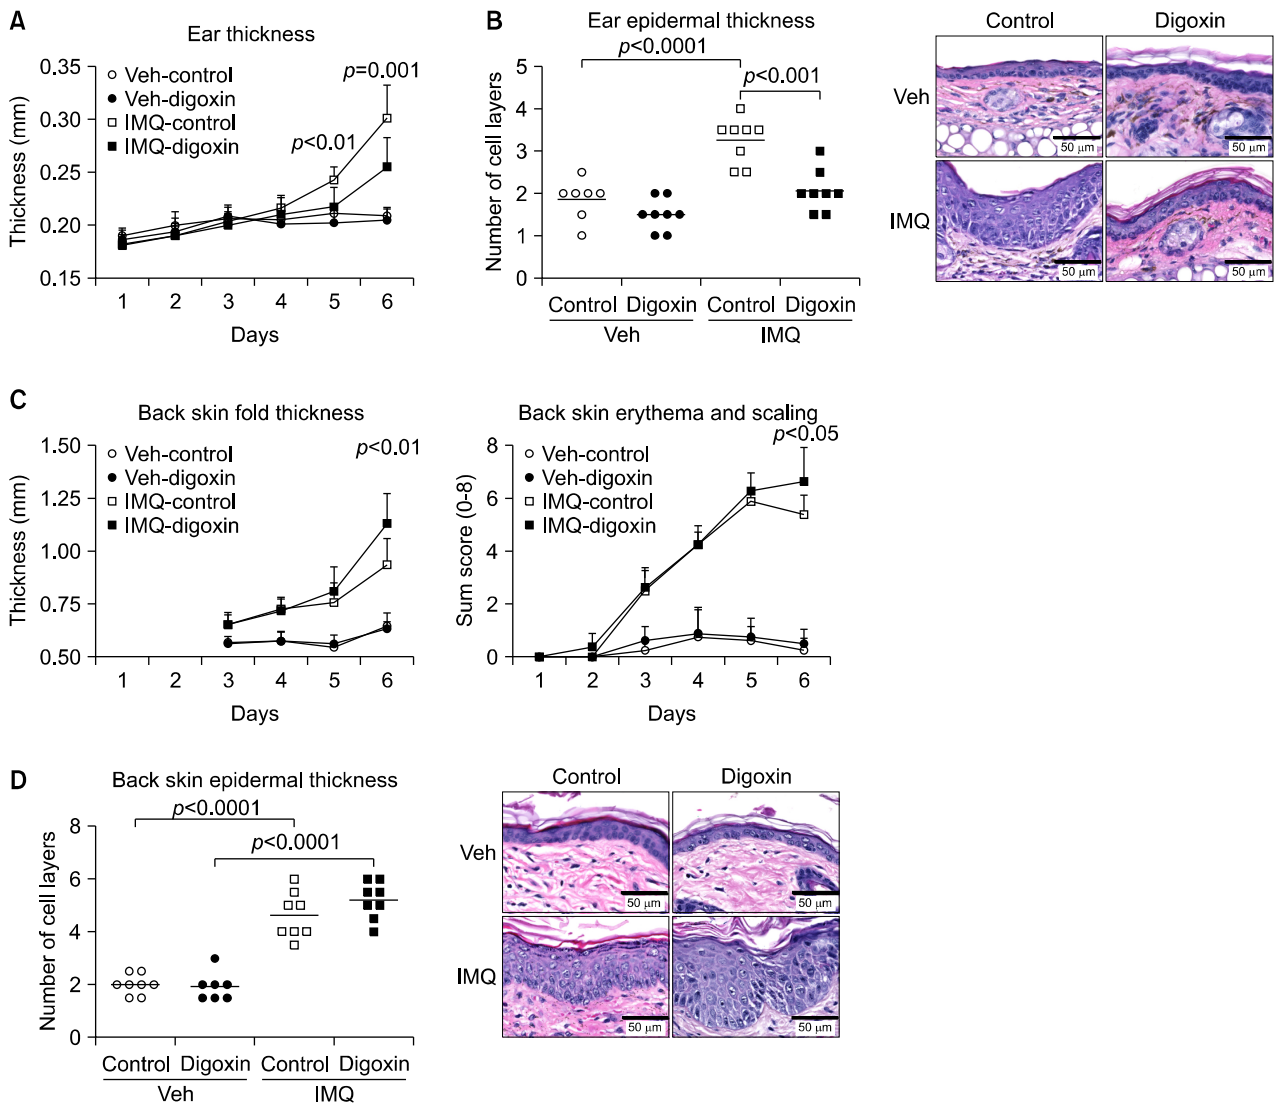 A
Ear thickness
p=0.001
p<0.01
Veh-control
Veh-digoxin
IMQ-control
IMQ-digoxin
Thickness (mm)
0.35
0.30
0.25
0.20
0.15
1 2 3 4 5 6
Days
B
Ear epidermal thickness
p<0.0001
p<0.001
Number of cell layers
5
4
3
2
1
0
Control Digoxin Control Digoxin
Veh IMQ
Control Digoxin
Veh
50 µm 50 µm
IMQ
50 µm 50 µm
C
Back skin fold thickness
p<0.01
Veh-control
Veh-digoxin
IMQ-control
IMQ-digoxin
Thickness (mm)
1.50
1.25
1.00
0.75
0.50
1 2 3 4 5 6
Days
Back skin erythema and scaling
p<0.05
Veh-control
Veh-digoxin
IMQ-control
IMQ-digoxin
Sum score (0-8)
8
6
4
2
0
1 2 3 4 5 6
Days
D
Back skin epidermal thickness
p<0.0001
p<0.0001
Number of cell layers
8
6
4
2
0
Control Digoxin Control Digoxin
Veh IMQ
Control Digoxin
Veh
50 µm 50 µm
IMQ
50 µm 50 µm